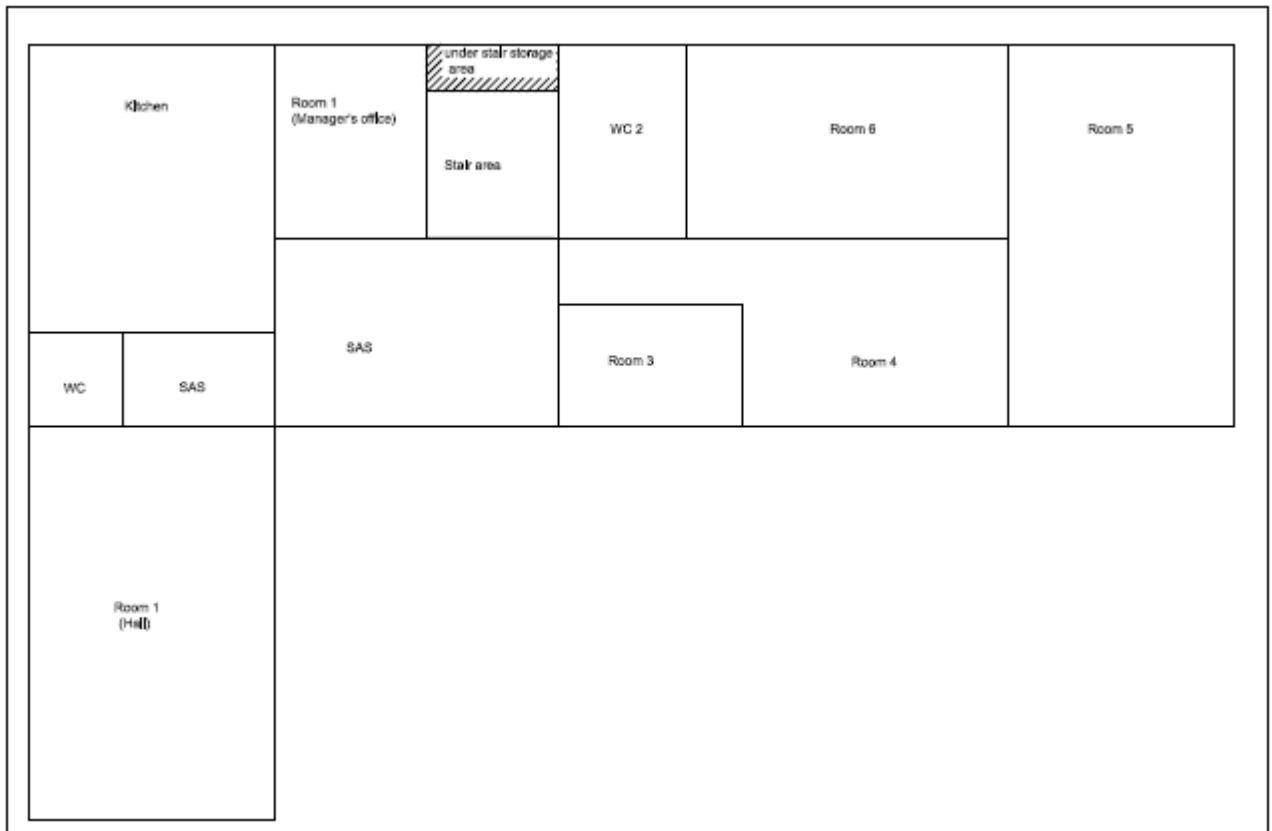 under stair storage
area
Kitchen
Room 1
(Manager's office)
WC 2
Room 6
Room 5
Stair area
SAS
Room 3
Room 4
WC
SAS
Room 1
(Hall)